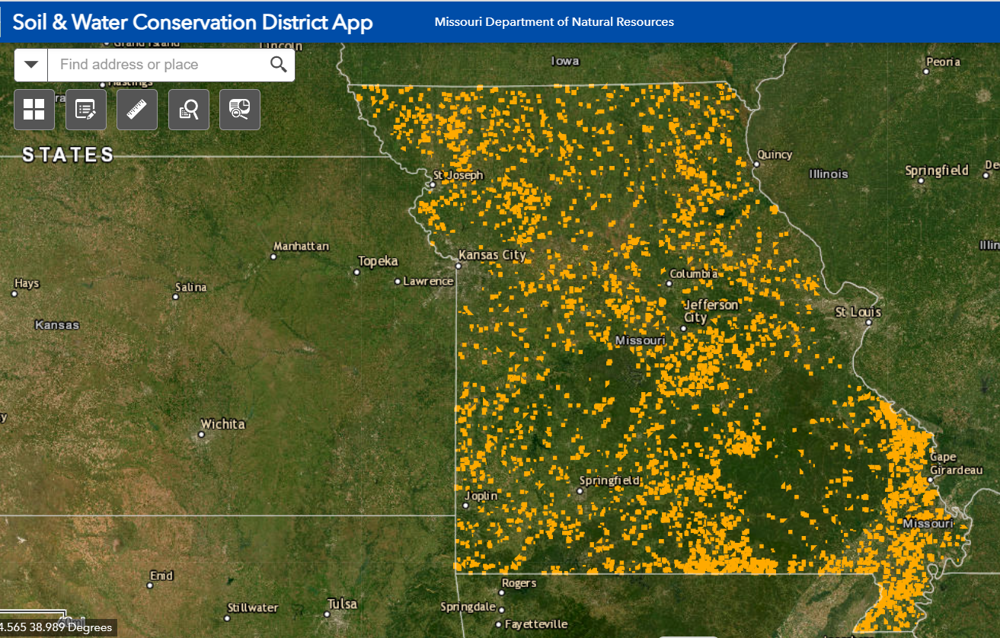 Soil & Water Conservation District App
Missouri Department of Natural Resources
Grand Island
Lincoln
Find address or place
Iowa
Peoria
Hastings
STATES
St Joseph
Quincy
Illinois
Springfield
De
Manhattan
Topeka
Lawrence
Kansas City
Illin
Hays
Salina
Columbia
Kansas
Jefferson
City
St Louis
Missouri
Wichita
Cape
Girardeau
Springfield
Joplin
Missouri
Enid
Rogers
Stillwater
Tulsa
Springdale
Fayetteville
4.565 38.989 Degrees